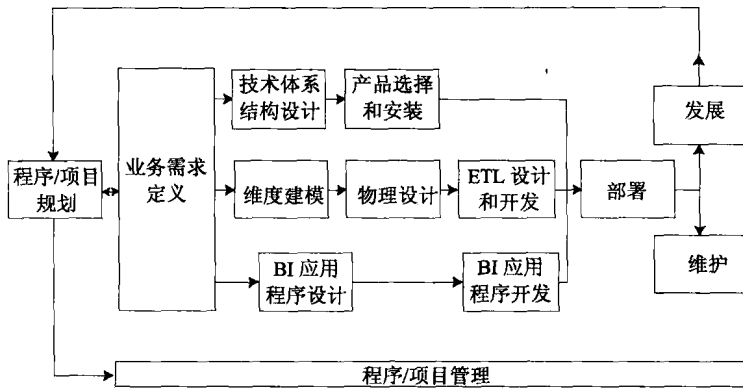 技术体系
结构设计
产品选择
和安装
发展
程序/项目
规划
业务需求
定义
维度建模
物理设计
ETL 设计
和开发
部署
BI 应用
程序设计
BI 应用
程序开发
维护
程序/项目管理